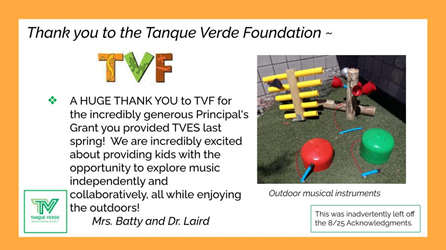 Thank you to the Tanque Verde Foundation ~
TVF
❖ A HUGE THANK YOU to TVF for
the incredibly generous Principal's
Grant you provided TVES last
spring! We are incredibly excited
about providing kids with the
opportunity to explore music
independently and
collaboratively, all while enjoying
the outdoors!
Mrs. Batty and Dr. Laird
Outdoor musical instruments
TV
TANQUE VERDE
This was inadvertently left off
the 8/25 Acknowledgments.